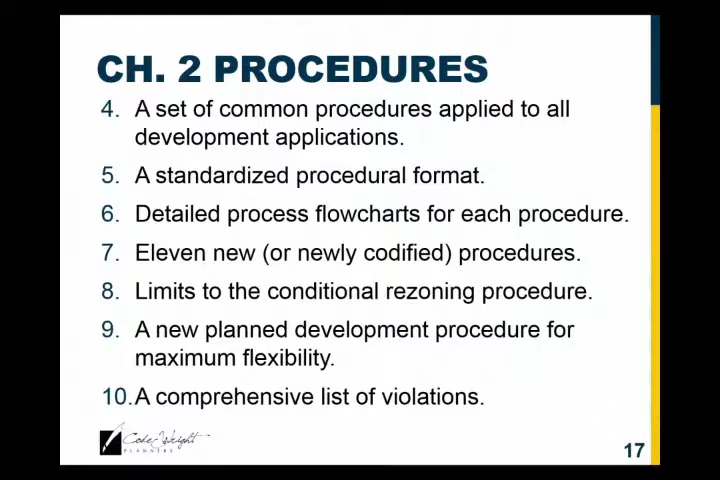 CH. 2 PROCEDURES
4. A set of common procedures applied to all
development applications.
5. A standardized procedural format.
6. Detailed process flowcharts for each procedure.
7. Eleven new (or newly codified) procedures.
8. Limits to the conditional rezoning procedure.
9. A new planned development procedure for
maximum flexibility.
10. A comprehensive list of violations.
CodeWright
PLANNERS
17